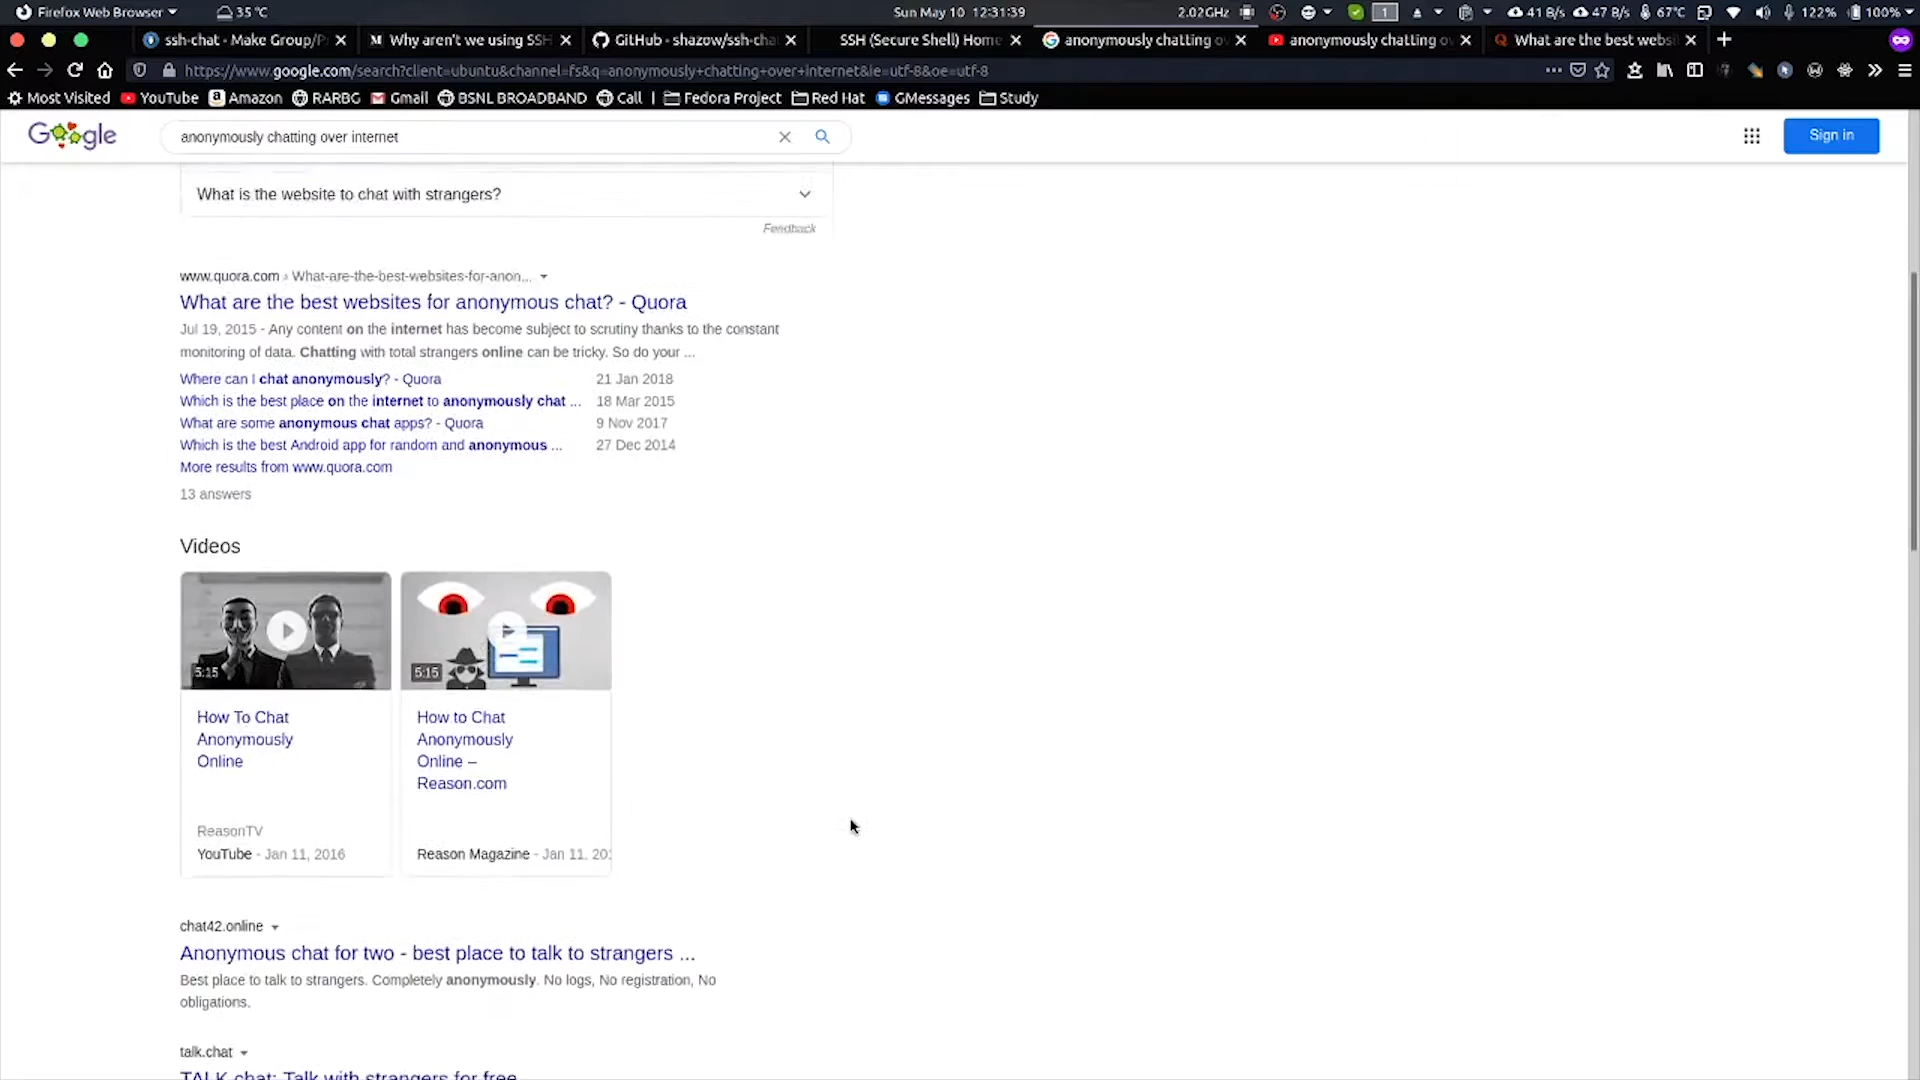 Firefox Web Browser
35 °C
Sun May 10 12:31:39
2.02GHz
1
41 B/s
47 B/s
67°C
122%
100%
ssh-chat - Make Group/P
Why aren't we using SSH
GitHub - shazow/ssh-cha
SSH (Secure Shell) Home
anonymously chatting o
anonymously chatting o
What are the best websi
https://www.google.com/search?client=ubuntu&channel=fs&q=anonymously+chatting+over+internet&ie=utf-8&oe=utf-8
Most Visited
YouTube
Amazon
RARBG
Gmail
BSNL BROADBAND
Call
Fedora Project
Red Hat
GMessages
Study
Google
anonymously chatting over internet
Sign in
What is the website to chat with strangers?
Feedback
www.quora.com › What-are-the-best-websites-for-anon...
What are the best websites for anonymous chat? - Quora
Jul 19, 2015 - Any content on the internet has become subject to scrutiny thanks to the constant
monitoring of data. Chatting with total strangers online can be tricky. So do your ...
Where can I chat anonymously? - Quora 21 Jan 2018
Which is the best place on the internet to anonymously chat ... 18 Mar 2015
What are some anonymous chat apps? - Quora 9 Nov 2017
Which is the best Android app for random and anonymous ... 27 Dec 2014
More results from www.quora.com
13 answers
Videos
5:15
5:15
How To Chat
Anonymously
Online
How to Chat
Anonymously
Online –
Reason.com
ReasonTV
YouTube - Jan 11, 2016
Reason Magazine - Jan 11, 201
chat42.online
Anonymous chat for two - best place to talk to strangers ...
Best place to talk to strangers. Completely anonymously. No logs, No registration, No
obligations.
talk.chat
TALK chat: Talk with strangers for free